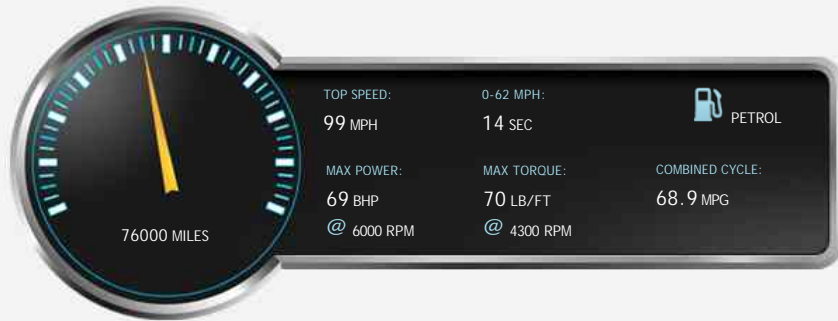 TOP SPEED:
99 MPH
0-62 MPH:
14 SEC
PETROL
MAX POWER:
69 BHP
@ 6000 RPM
MAX TORQUE:
70 LB/FT
@ 4300 RPM
COMBINED CYCLE:
68.9 MPG
76000 MILES